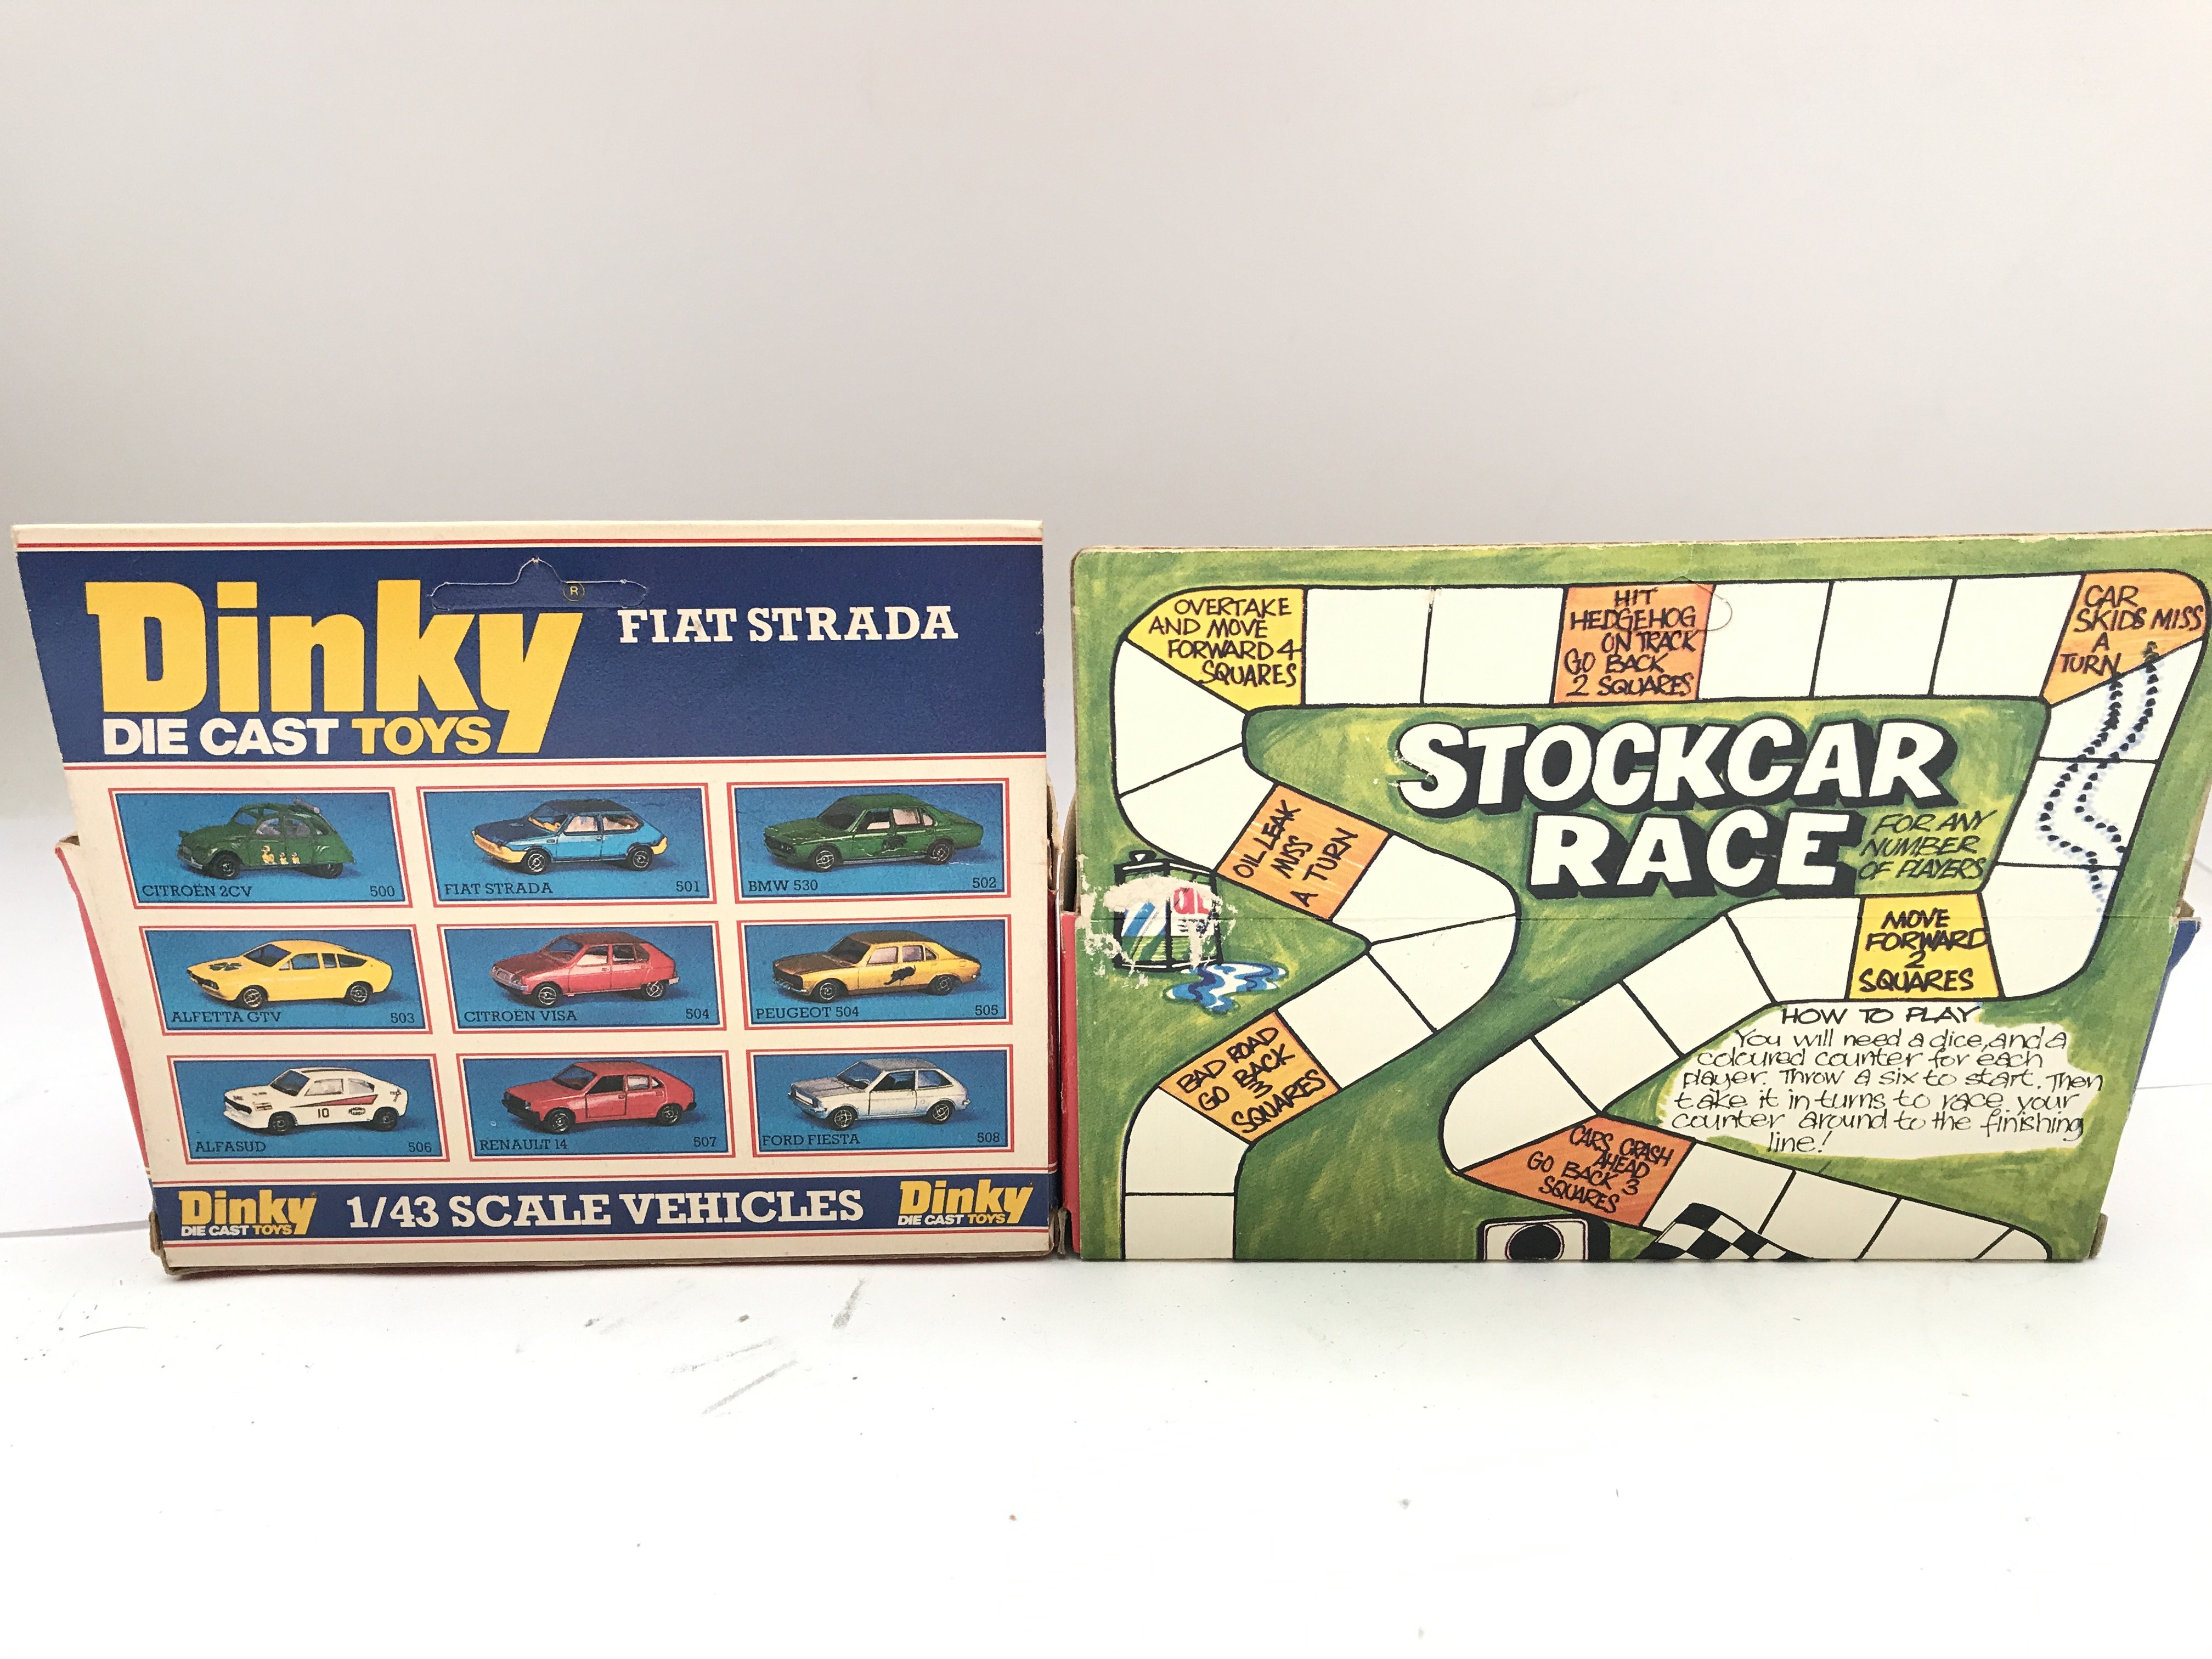 Dinky
R
DIE CAST TOYS
FIAT STRADA
CITROËN 2CV 500
FIAT STRADA 501
BMW 530 502
ALFETTA GTV 503
CITROËN VISA 504
PEUGEOT 504 505
10
ALFASUD 506
RENAULT 14 507
FORD FIESTA 508
Dinky
DIE CAST TOYS
1/43 SCALE VEHICLES
Dinky
DIE CAST TOYS
OVERTAKE
AND MOVE
FORWARD 4
SQUARES
HIT
HEDGEHOG
ON TRACK
GO BACK
2 SQUARES
CAR
SKIDS MISS
A
TURN
STOCKCAR
RACE
FOR ANY
NUMBER
OF PLAYERS
OIL LEAK
MISS
A TURN
MOVE
FORWARD
2
SQUARES
BAD ROAD
GO BACK
3
SQUARES
HOW TO PLAY
You will need a dice, and a
coloured counter for each
player. Throw a six to start. Then
take it in turns to race your
counter around to the finishing
line!
CARS CRASH
AHEAD
GO BACK 3
SQUARES